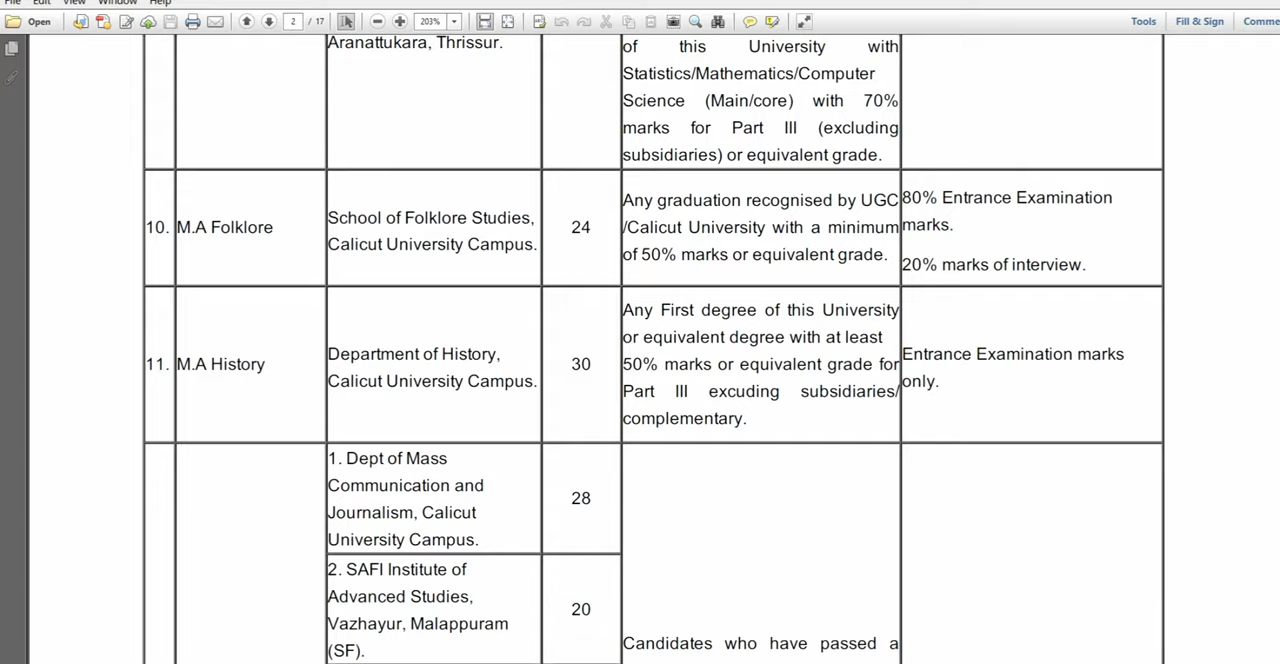 File Edit View Window Help
Open 2 / 17 203% Tools Fill & Sign Comme
Aranattukara, Thrissur.
of this University with
Statistics/Mathematics/Computer
Science (Main/core) with 70%
marks for Part III (excluding
subsidiaries) or equivalent grade.
10. M.A Folklore
School of Folklore Studies,
Calicut University Campus.
24
Any graduation recognised by UGC
/Calicut University with a minimum
of 50% marks or equivalent grade.
80% Entrance Examination
marks.
20% marks of interview.
11. M.A History
Department of History,
Calicut University Campus.
30
Any First degree of this University
or equivalent degree with at least
50% marks or equivalent grade for
Part III excuding subsidiaries/
complementary.
Entrance Examination marks
only.
1. Dept of Mass
Communication and
Journalism, Calicut
University Campus.
28
2. SAFI Institute of
Advanced Studies,
Vazhayur, Malappuram
(SF).
20
Candidates who have passed a